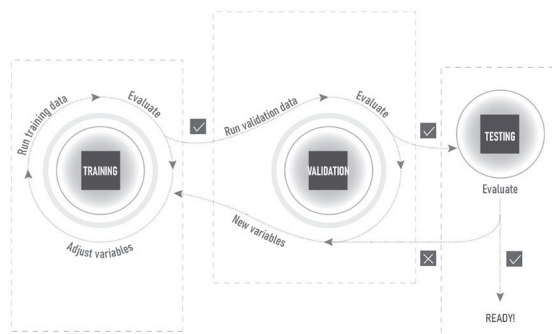 Run training data
Evaluate
TRAINING
Adjust variables
Run validation data
Evaluate
VALIDATION
New variables
TESTING
Evaluate
READY!